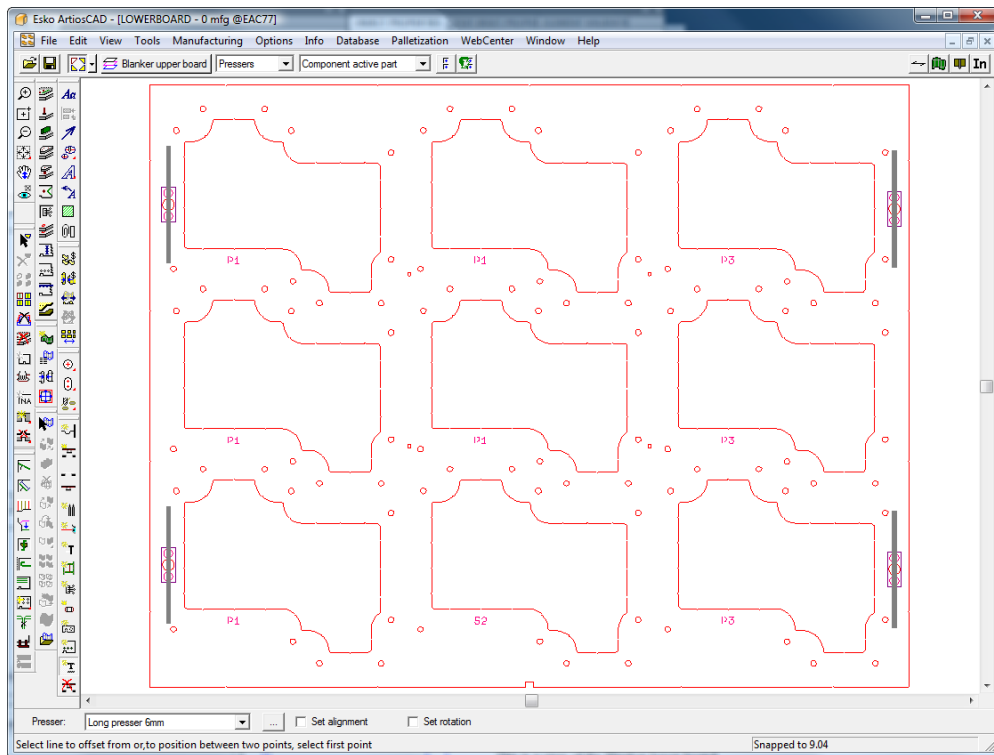 Esko ArtiosCAD - [LOWERBOARD - 0 mfg @EAC77]
File Edit View Tools Manufacturing Options Info Database Palletization WebCenter Window Help
Blanker upper board Pressers Component active part In
P1 P1 P3
P1 P1 P3
P1 S2 P3
Presser: Long presser 6mm ... Set alignment Set rotation
Select line to offset from or,to position between two points, select first point Snapped to 9.04